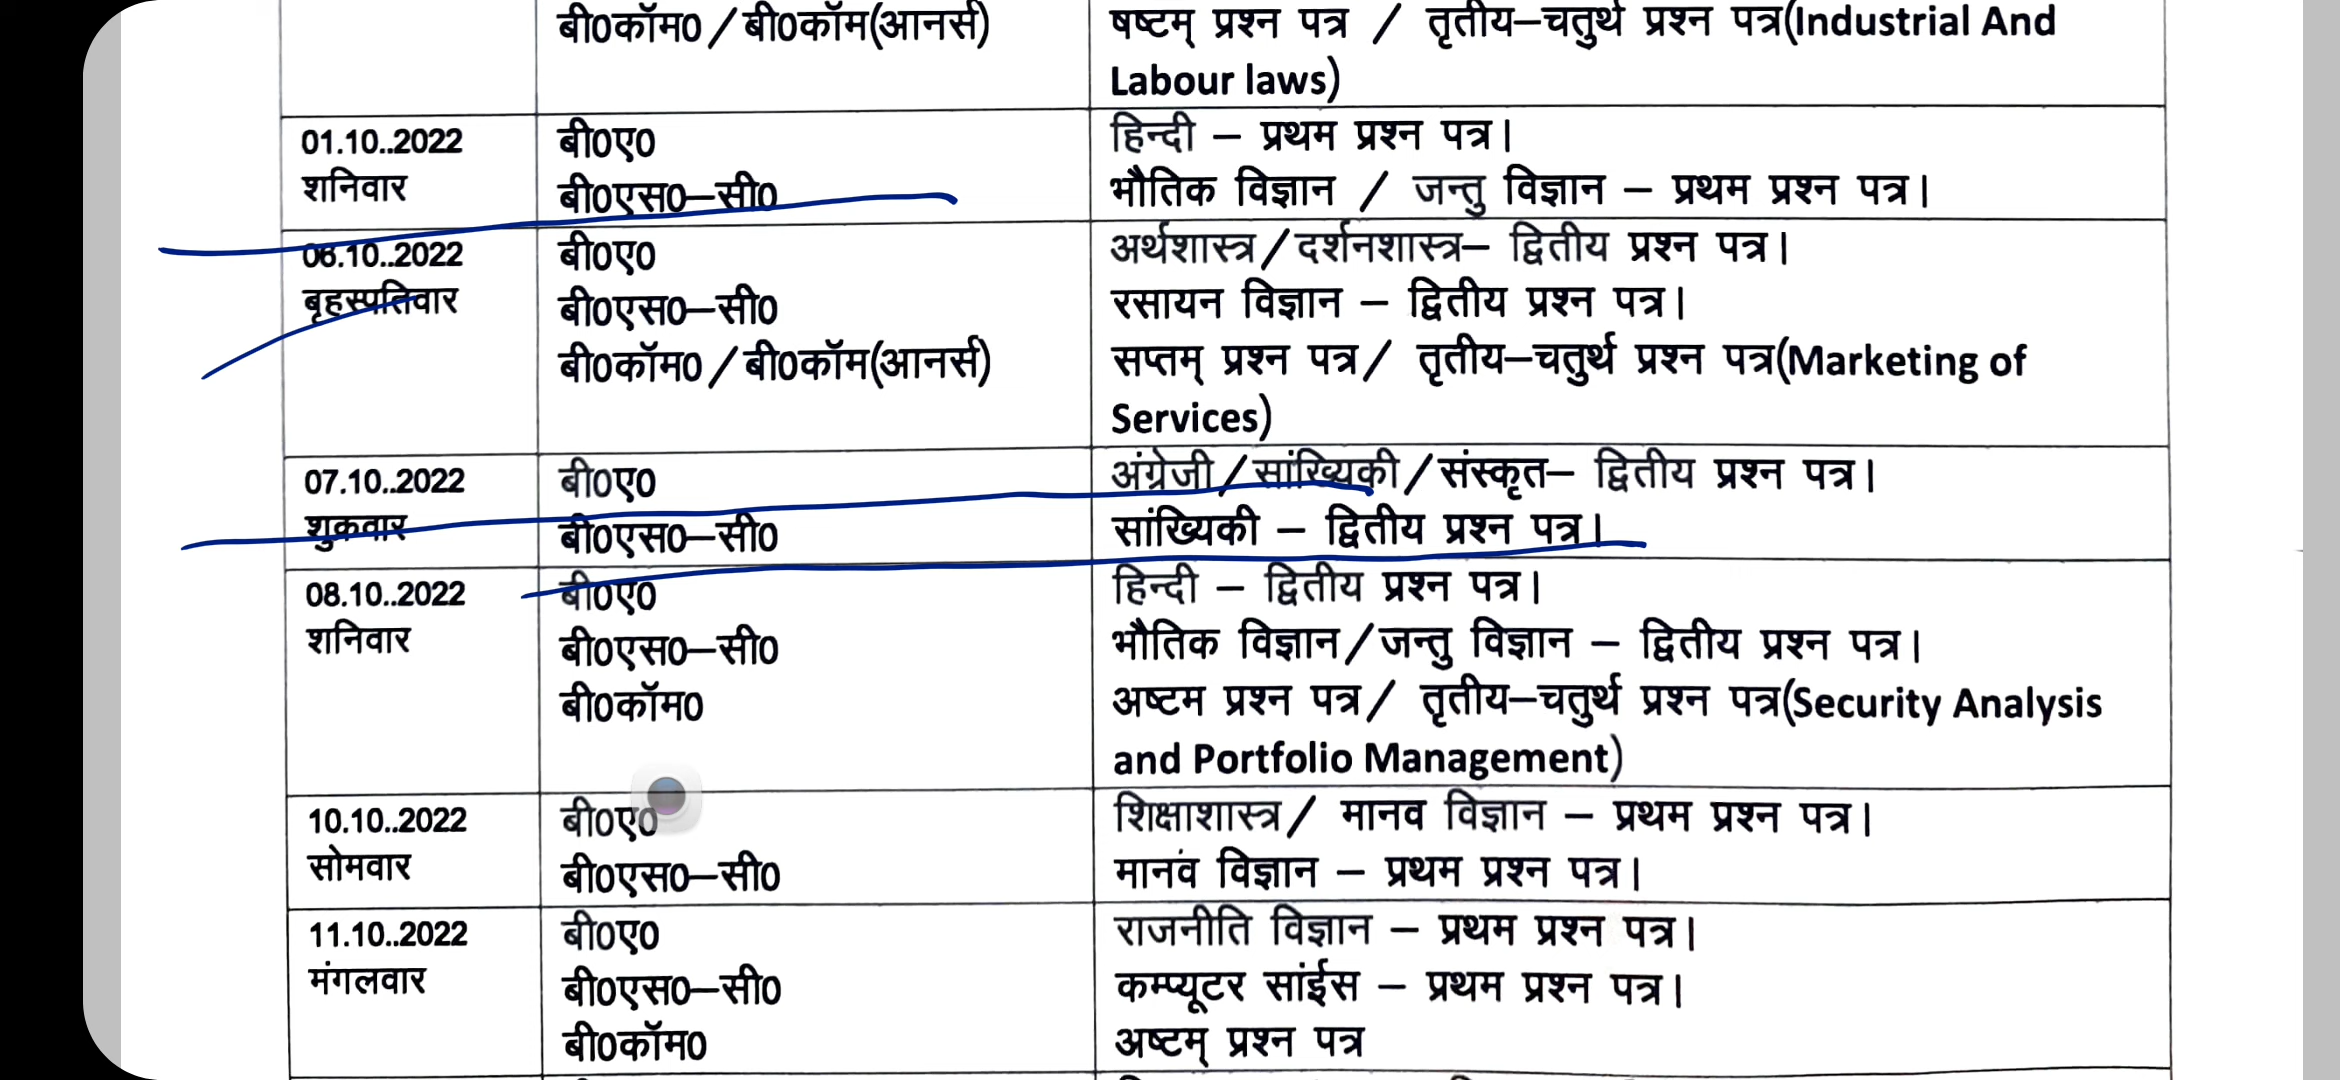 बी0कॉम0 / बी0कॉम(आनर्स) षष्टम् प्रश्न पत्र / तृतीय–चतुर्थ प्रश्न पत्र(Industrial And
Labour laws)
01.10..2022 बी0ए0 हिन्दी – प्रथम प्रश्न पत्र।
शनिवार बी0एस0–सी0 भौतिक विज्ञान / जन्तु विज्ञान – प्रथम प्रश्न पत्र।
06.10..2022 बी0ए0 अर्थशास्त्र/दर्शनशास्त्र– द्वितीय प्रश्न पत्र।
बृहस्पतिवार बी0एस0–सी0 रसायन विज्ञान – द्वितीय प्रश्न पत्र।
बी0कॉम0 / बी0कॉम(आनर्स) सप्तम् प्रश्न पत्र/ तृतीय–चतुर्थ प्रश्न पत्र(Marketing of
Services)
07.10..2022 बी0ए0 अंग्रेजी/सांख्यिकी/संस्कृत– द्वितीय प्रश्न पत्र।
शुक्रवार बी0एस0–सी0 सांख्यिकी – द्वितीय प्रश्न पत्र।
08.10..2022 बी0ए0 हिन्दी – द्वितीय प्रश्न पत्र।
शनिवार बी0एस0–सी0 भौतिक विज्ञान/जन्तु विज्ञान – द्वितीय प्रश्न पत्र।
बी0कॉम0 अष्टम प्रश्न पत्र/ तृतीय–चतुर्थ प्रश्न पत्र(Security Analysis
and Portfolio Management)
10.10..2022 बी0ए0 शिक्षाशास्त्र/ मानव विज्ञान – प्रथम प्रश्न पत्र।
सोमवार बी0एस0–सी0 मानव विज्ञान – प्रथम प्रश्न पत्र।
11.10..2022 बी0ए0 राजनीति विज्ञान – प्रथम प्रश्न पत्र।
मंगलवार बी0एस0–सी0 कम्प्यूटर सांईस – प्रथम प्रश्न पत्र।
बी0कॉम0 अष्टम् प्रश्न पत्र